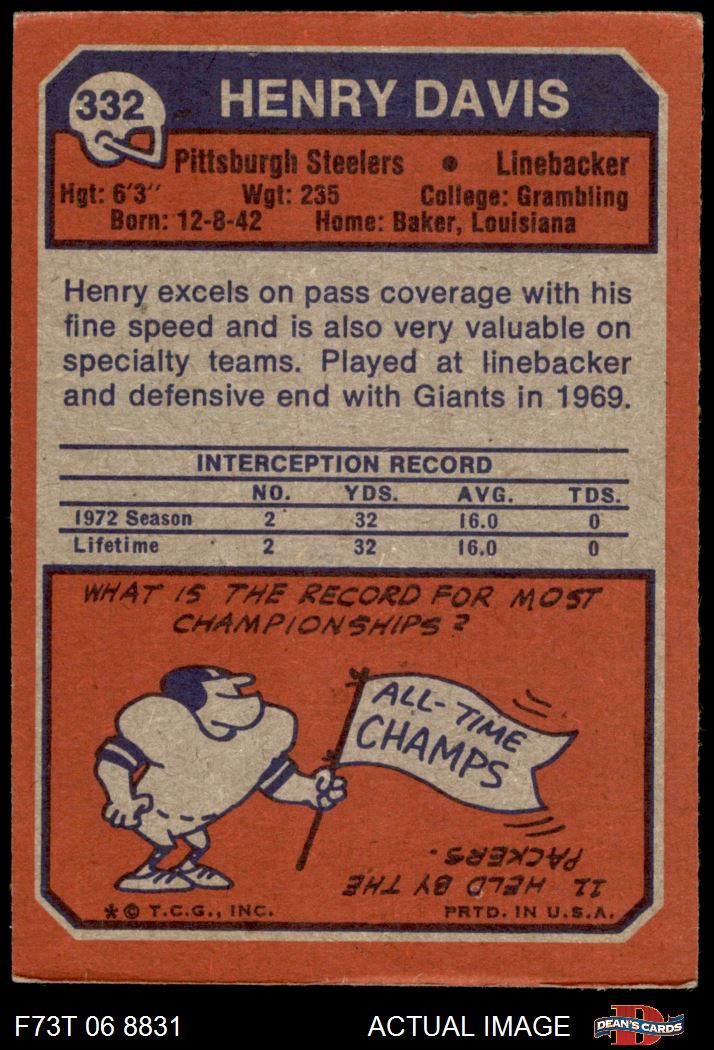 332 HENRY DAVIS
Pittsburgh Steelers • Linebacker
Hgt: 6'3" Wgt: 235 College: Grambling
Born: 12-8-42 Home: Baker, Louisiana
Henry excels on pass coverage with his
fine speed and is also very valuable on
specialty teams. Played at linebacker
and defensive end with Giants in 1969.
INTERCEPTION RECORD
NO. YDS. AVG. TDS.
1972 Season 2 32 16.0 0
Lifetime 2 32 16.0 0
WHAT IS THE RECORD FOR MOST
CHAMPIONSHIPS?
ALL-TIME
CHAMPS
11 HELD BY THE
PACKERS.
*© T.C.G., INC. PRTD. IN U.S.A.
F73T 06 8831 ACTUAL IMAGE D DEAN'S CARDS